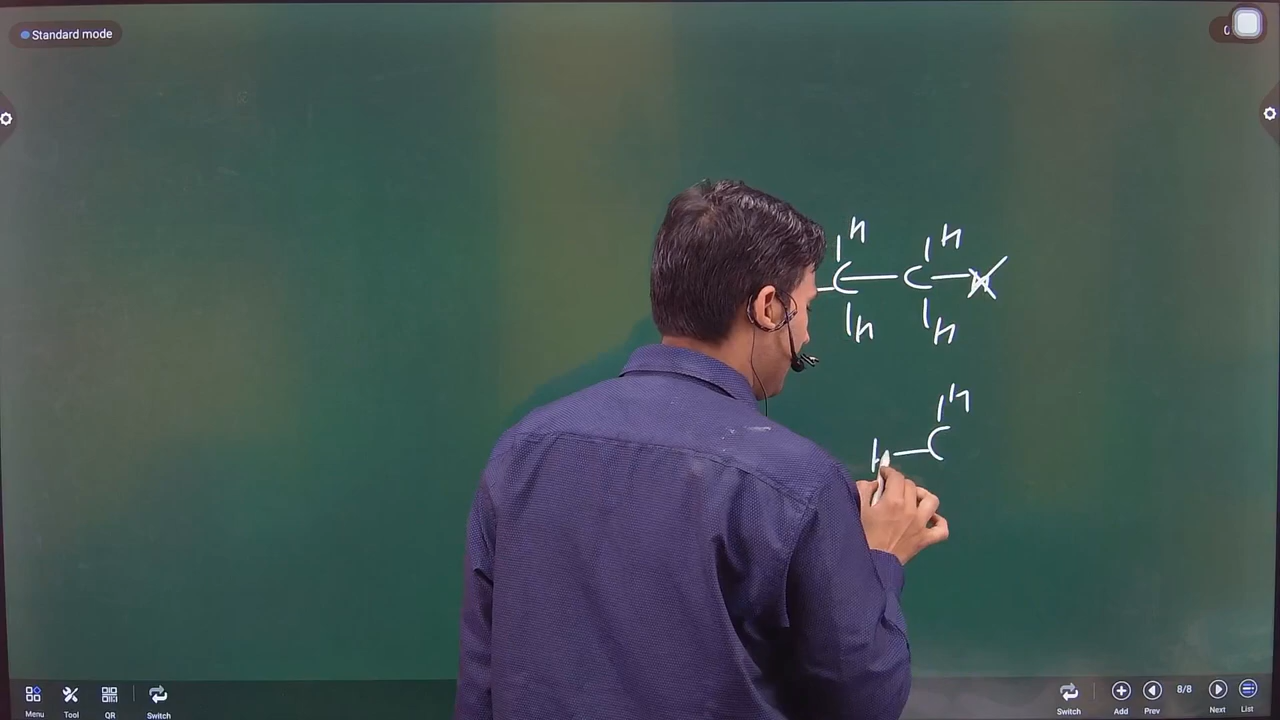 Standard mode
H H
C — C —
H H
H
H — C
Menu Tool QR Switch Switch Add Prev 8/8 Next List